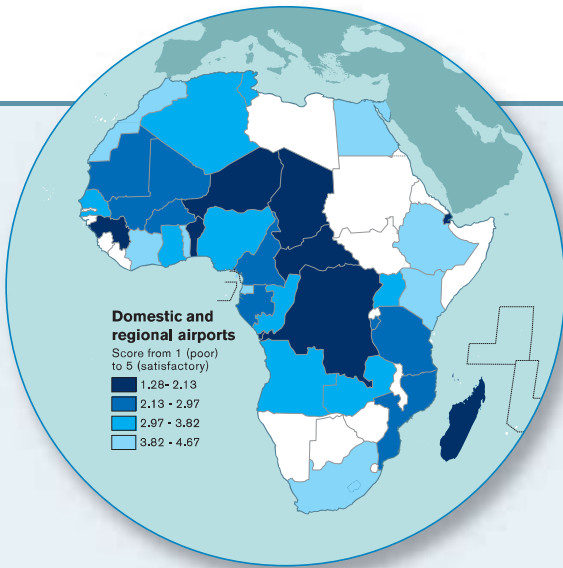 Domestic and
regional airports
Score from 1 (poor)
to 5 (satisfactory)
1.28- 2.13
2.13 - 2.97
2.97 - 3.82
3.82 - 4.67